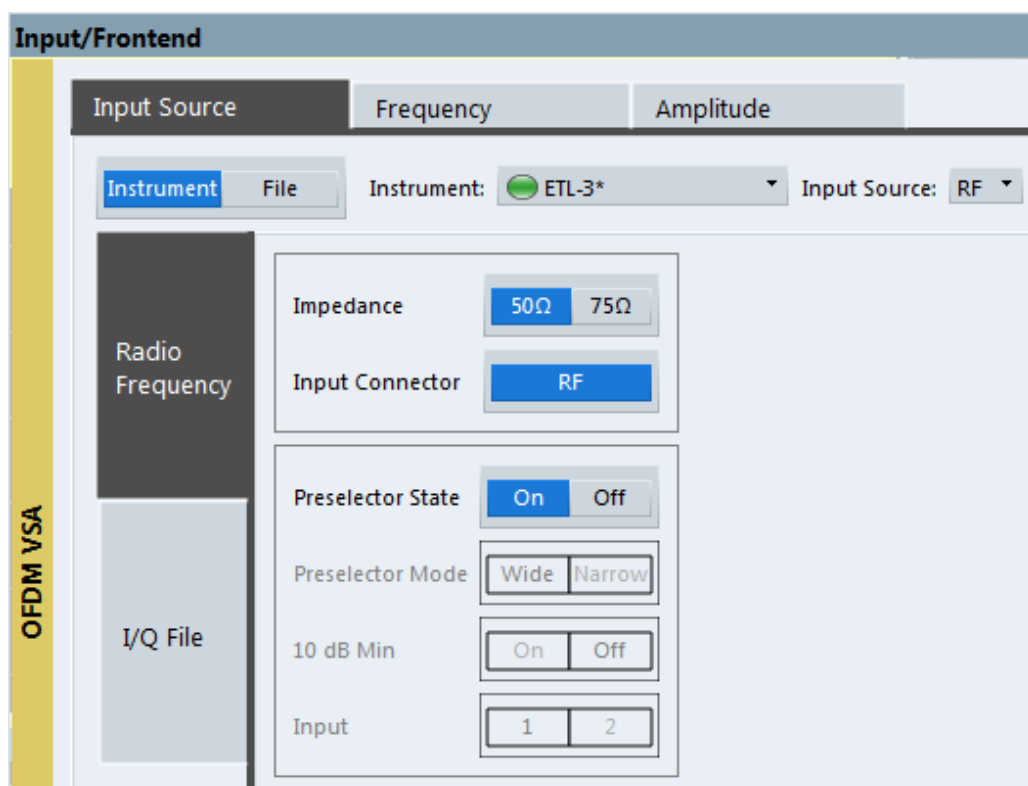 Input/Frontend
Input Source Frequency Amplitude
Instrument File Instrument: ETL-3* Input Source: RF
Radio
Frequency
Impedance 50Ω 75Ω
Input Connector RF
Preselector State On Off
Preselector Mode Wide Narrow
10 dB Min On Off
Input 1 2
I/Q File
OFDM VSA